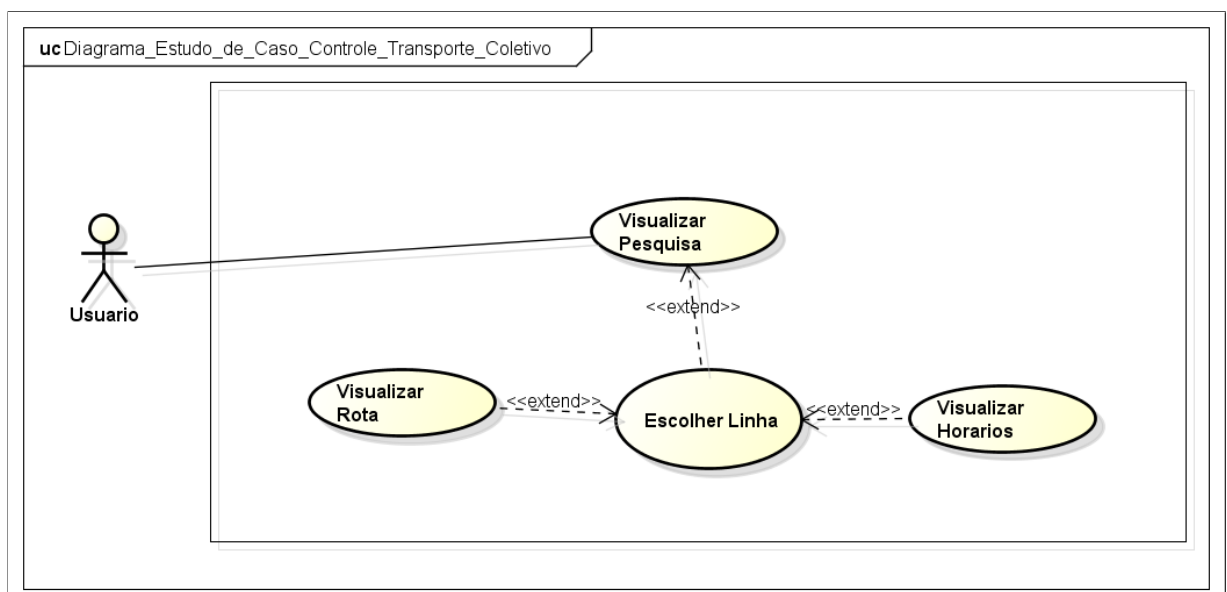 uc Diagrama_Estudo_de_Caso_Controle_Transporte_Coletivo
Visualizar
Pesquisa
Usuario
<<extend>>
Visualizar
Rota
<<extend>>
Escolher Linha
<<extend>>
Visualizar
Horarios